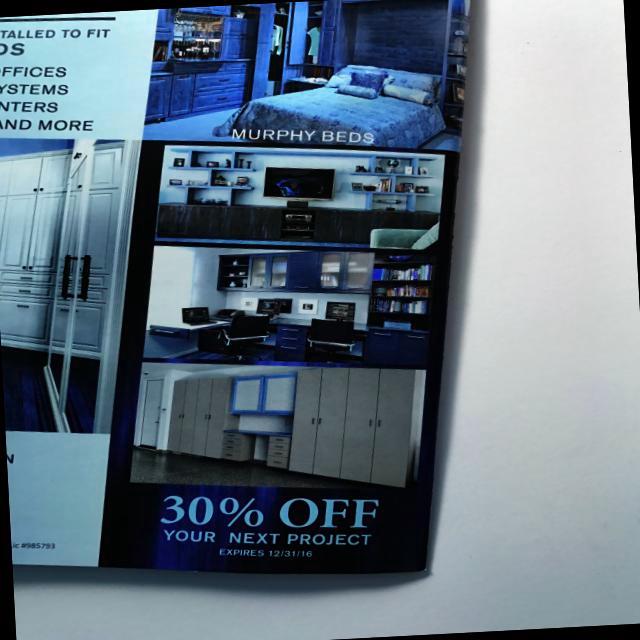 TALLED TO FIT
DS
OFFICES
YSTEMS
NTERS
AND MORE
MURPHY BEDS
N
ic #985793
30% OFF
YOUR NEXT PROJECT
EXPIRES 12/31/16